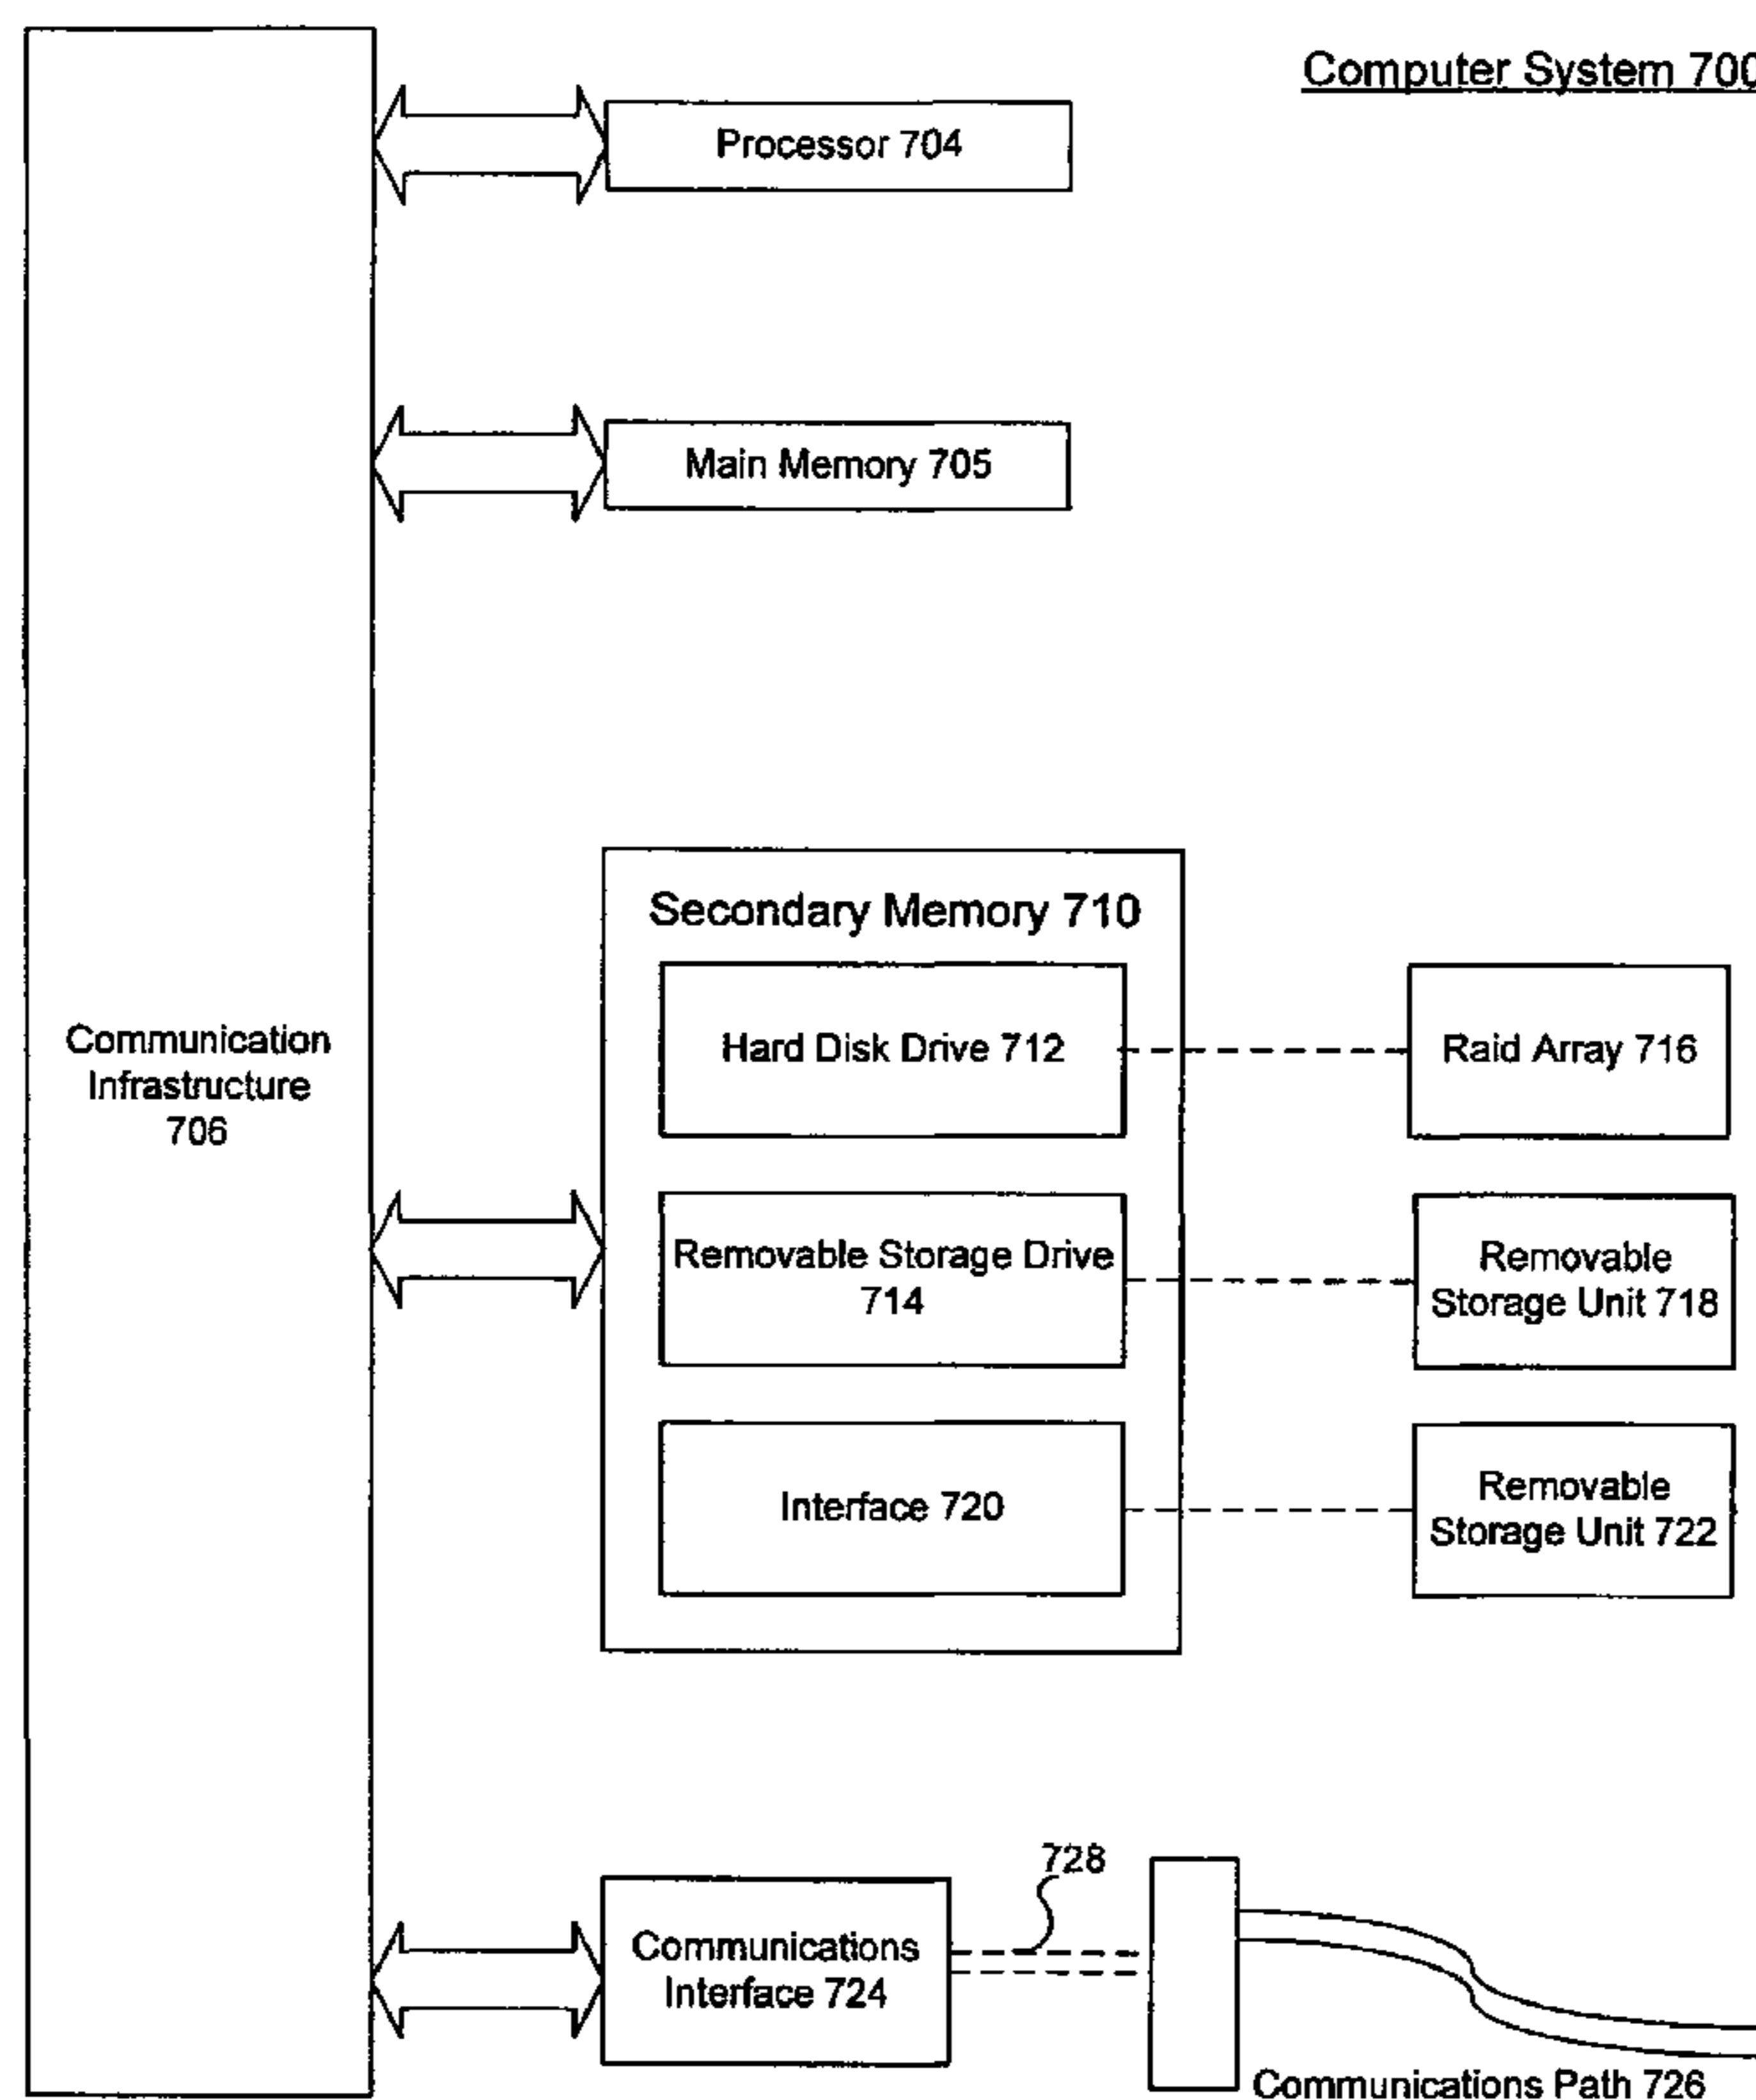 Computer System 700
Processor 704
Main Memory 705
Communication
Infrastructure
706
Secondary Memory 710
Hard Disk Drive 712
Raid Array 716
Removable Storage Drive
714
Removable
Storage Unit 718
Interface 720
Removable
Storage Unit 722
728
Communications
Interface 724
Communications Path 726